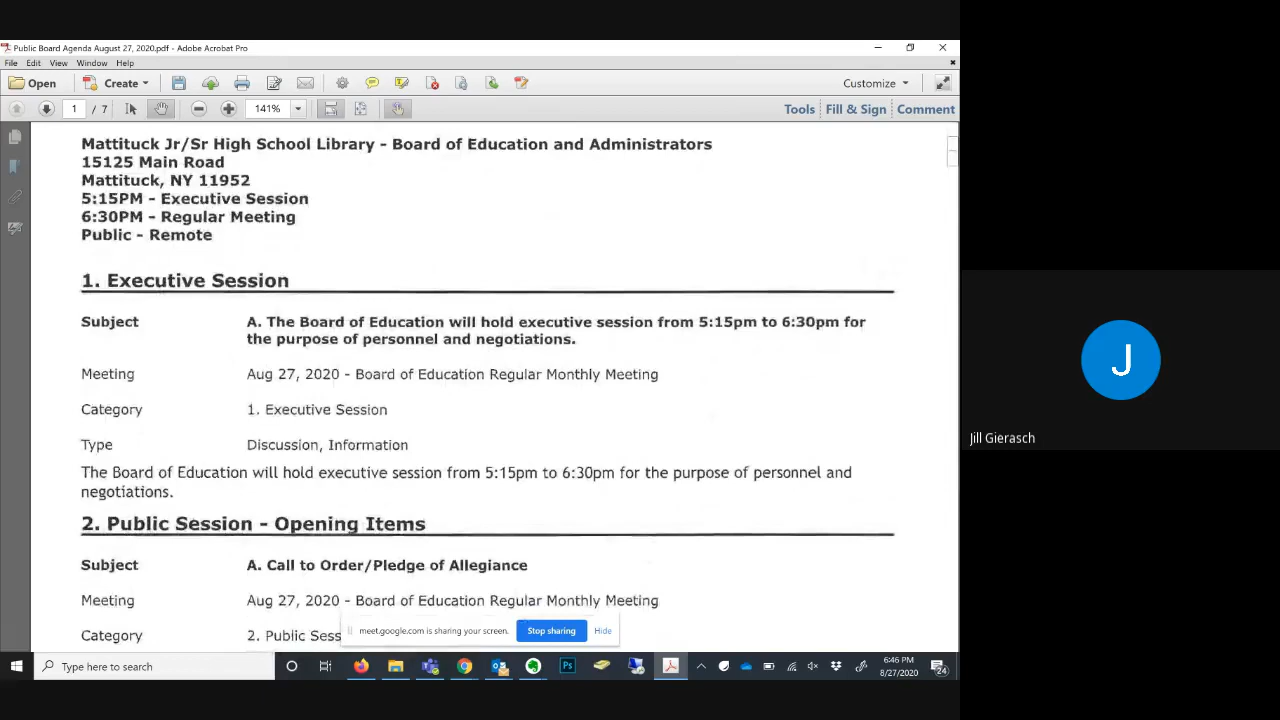 Public Board Agenda August 27, 2020.pdf - Adobe Acrobat Pro
File Edit View Window Help
Open Create Customize
1 / 7 141% Tools Fill & Sign Comment
Mattituck Jr/Sr High School Library - Board of Education and Administrators
15125 Main Road
Mattituck, NY 11952
5:15PM - Executive Session
6:30PM - Regular Meeting
Public - Remote
1. Executive Session
Subject A. The Board of Education will hold executive session from 5:15pm to 6:30pm for
the purpose of personnel and negotiations.
Meeting Aug 27, 2020 - Board of Education Regular Monthly Meeting
Category 1. Executive Session
Type Discussion, Information
The Board of Education will hold executive session from 5:15pm to 6:30pm for the purpose of personnel and
negotiations.
2. Public Session - Opening Items
Subject A. Call to Order/Pledge of Allegiance
Meeting Aug 27, 2020 - Board of Education Regular Monthly Meeting
Category 2. Public Sess
meet.google.com is sharing your screen. Stop sharing Hide
J
Jill Gierasch
Type here to search
Ps
6:46 PM
8/27/2020
24